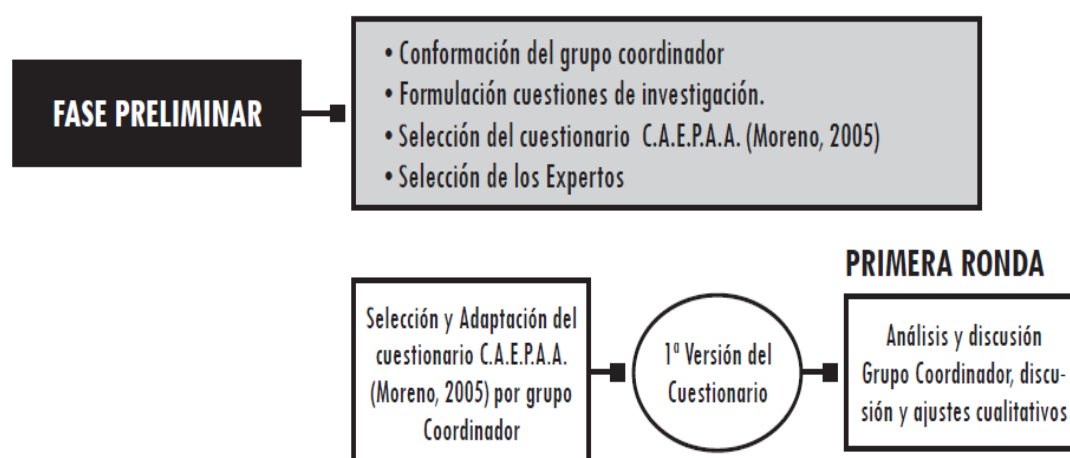 FASE PRELIMINAR
• Conformación del grupo coordinador
• Formulación cuestiones de investigación.
• Selección del cuestionario C.A.E.P.A.A. (Moreno, 2005)
• Selección de los Expertos
PRIMERA RONDA
Selección y Adaptación del
cuestionario C.A.E.P.A.A.
(Moreno, 2005) por grupo
Coordinador
1ª Versión del
Cuestionario
Análisis y discusión
Grupo Coordinador, discu-
sión y ajustes cualitativos